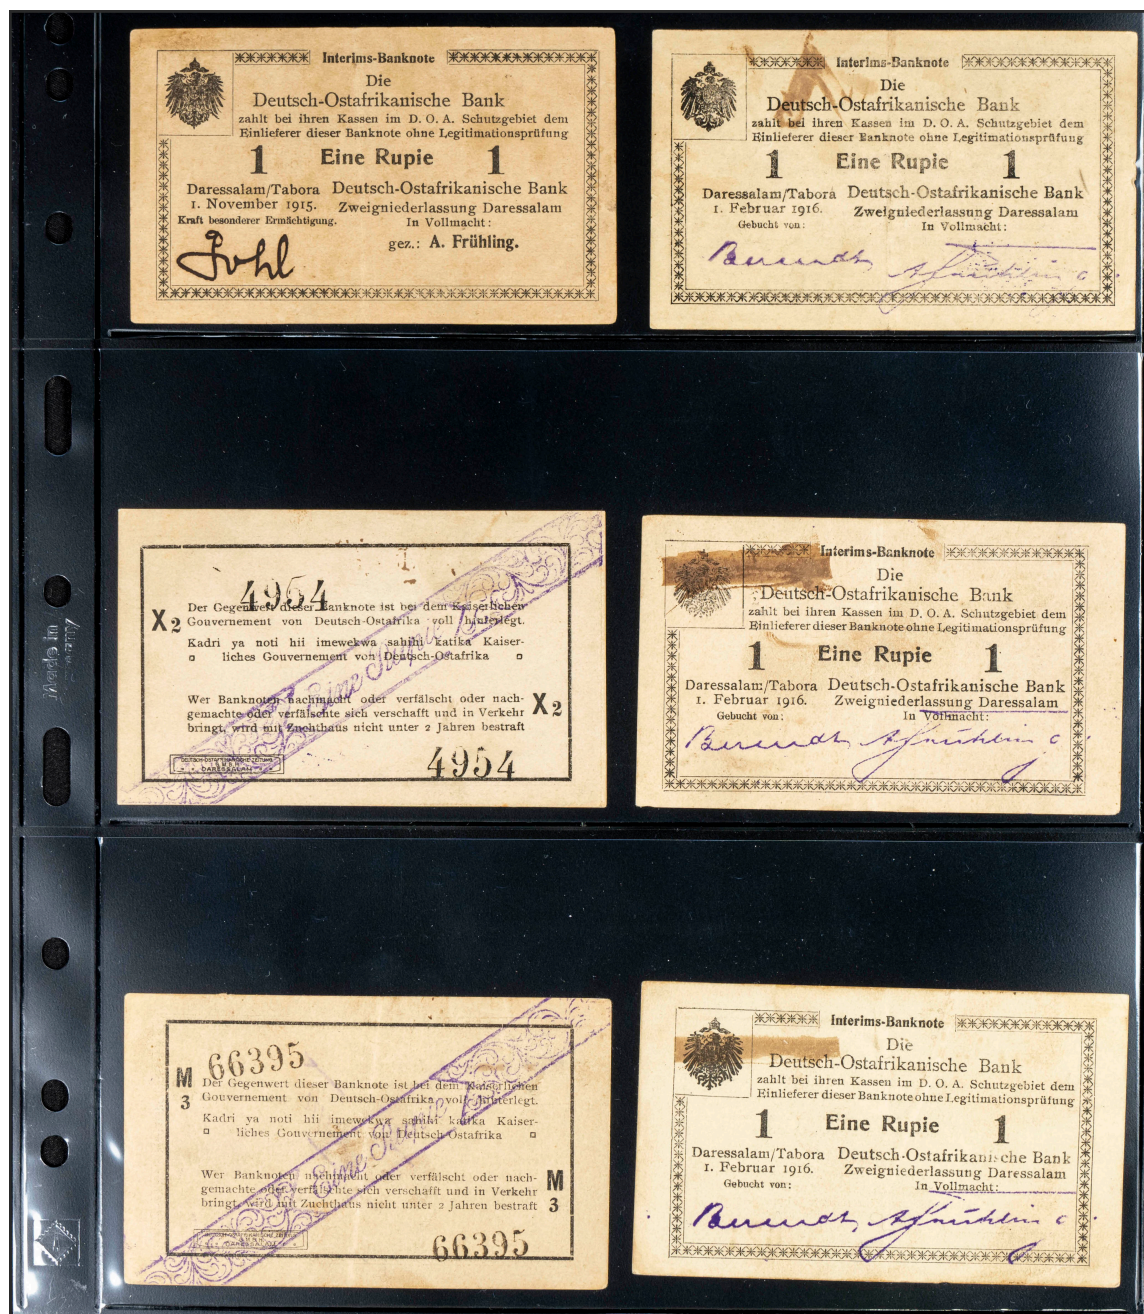 Interims-Banknote
Die
Deutsch-Ostafrikanische Bank
zahlt bei ihren Kassen im D. O. A. Schutzgebiet dem
Einlieferer dieser Banknote ohne Legitimationsprüfung
1 Eine Rupie 1
Daressalam/Tabora Deutsch-Ostafrikanische Bank
1. November 1915. Zweigniederlassung Daressalam
Kraft besonderer Ermächtigung. In Vollmacht:
gez.: A. Frühling.
Interims-Banknote
Die
Deutsch-Ostafrikanische Bank
zahlt bei ihren Kassen im D. O. A. Schutzgebiet dem
Einlieferer dieser Banknote ohne Legitimationsprüfung
1 Eine Rupie 1
Daressalam/Tabora Deutsch-Ostafrikanische Bank
1. Februar 1916. Zweigniederlassung Daressalam
Gebucht von: In Vollmacht:
4954
Der Gegenwert dieser Banknote ist bei dem Kaiserlichen
X2 Gouvernement von Deutsch-Ostafrika voll hinterlegt.
Kadri ya noti hii imewekwa sahihi katika Kaiser-
liches Gouvernement von Deutsch-Ostafrika
Eine Rupie
Wer Banknoten nachmacht oder verfälscht oder nach-
gemachte oder verfälschte sich verschafft und in Verkehr X2
bringt, wird mit Zuchthaus nicht unter 2 Jahren bestraft
DEUTSCH-OSTAFRIKANISCHE ZEITUNG
DARESSALAM
4954
Interims-Banknote
Die
Deutsch-Ostafrikanische Bank
zahlt bei ihren Kassen im D. O. A. Schutzgebiet dem
Einlieferer dieser Banknote ohne Legitimationsprüfung
1 Eine Rupie 1
Daressalam/Tabora Deutsch-Ostafrikanische Bank
1. Februar 1916. Zweigniederlassung Daressalam
Gebucht von: In Vollmacht:
Made in
66395
M 3
Der Gegenwert dieser Banknote ist bei dem Kaiserlichen
Gouvernement von Deutsch-Ostafrika voll hinterlegt.
Kadri ya noti hii imewekwa sahihi katika Kaiser-
liches Gouvernement von Deutsch-Ostafrika
Eine Rupie
Wer Banknoten nachmacht oder verfälscht oder nach-
gemachte oder verfälschte sich verschafft und in Verkehr
bringt, wird mit Zuchthaus nicht unter 2 Jahren bestraft
M 3
DARESSALAM
66395
Interims-Banknote
Die
Deutsch-Ostafrikanische Bank
zahlt bei ihren Kassen im D. O. A. Schutzgebiet dem
Einlieferer dieser Banknote ohne Legitimationsprüfung
1 Eine Rupie 1
Daressalam/Tabora Deutsch-Ostafrikanische Bank
1. Februar 1916. Zweigniederlassung Daressalam
Gebucht von: In Vollmacht: